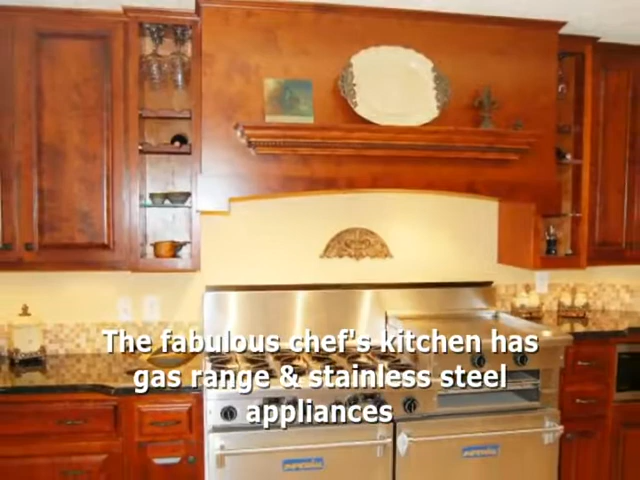 The fabulous chef's kitchen has
gas range & stainless steel
appliances